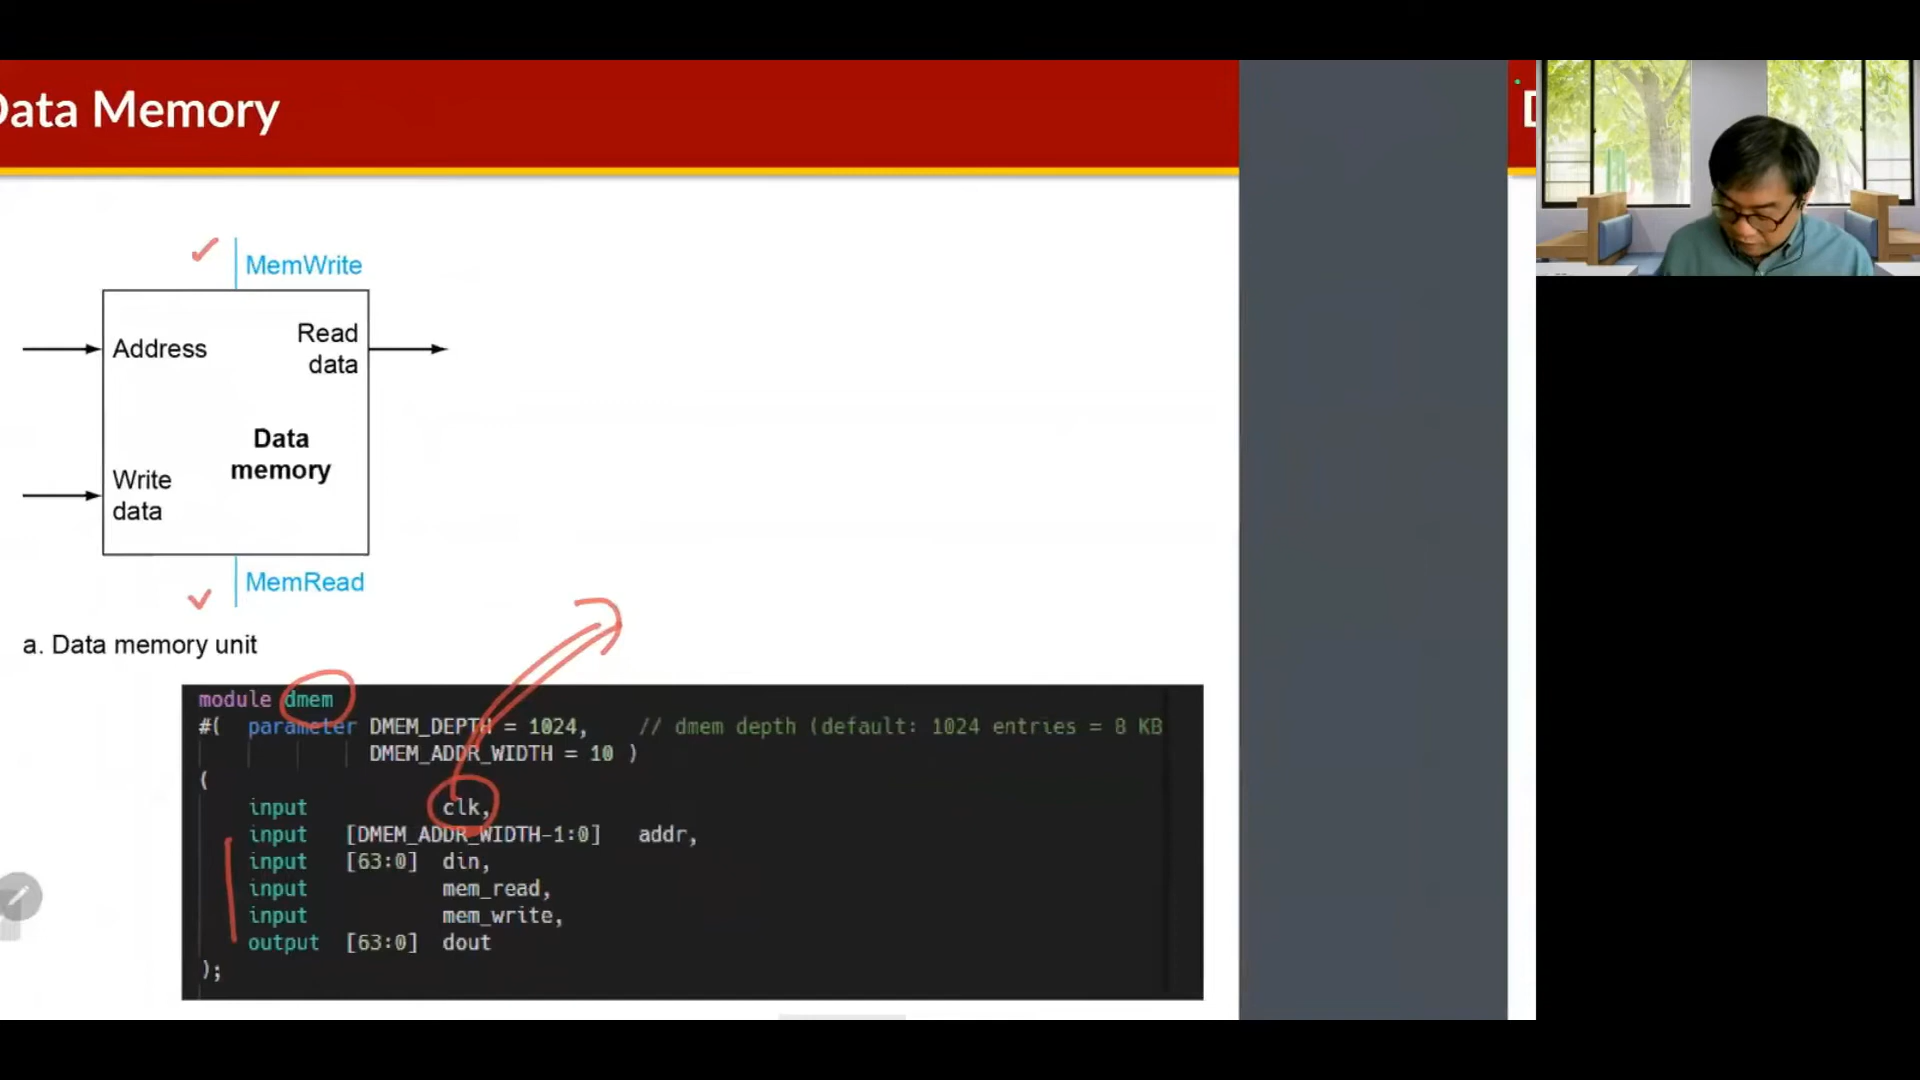 Data Memory
MemWrite
Address
Read
data
Data
memory
Write
data
MemRead
a. Data memory unit
module dmem
#( parameter DMEM_DEPTH = 1024, // dmem depth (default: 1024 entries = 8 KB
DMEM_ADDR_WIDTH = 10 )
(
input clk,
input [DMEM_ADDR_WIDTH-1:0] addr,
input [63:0] din,
input mem_read,
input mem_write,
output [63:0] dout
);